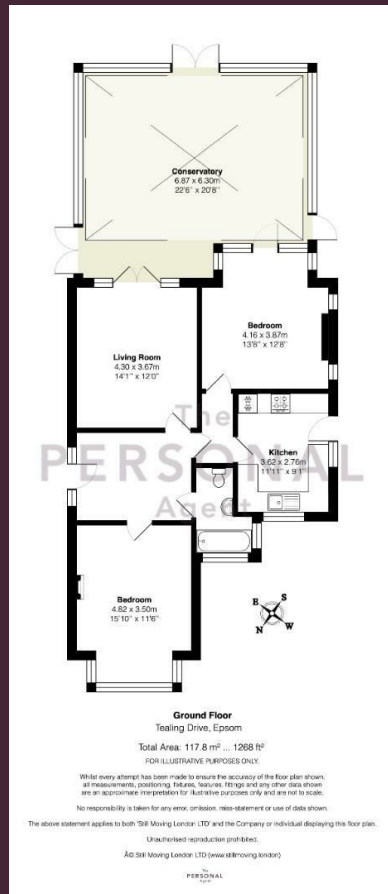 Conservatory
6.87 x 6.30m
22'6" x 20'8"
Bedroom
4.16 x 3.87m
13'8" x 12'8"
Living Room
4.30 x 3.67m
14'1" x 12'0"
The
PERSONAL
Agent
Kitchen
3.62 x 2.76m
11'11" x 9'1"
Bedroom
4.82 x 3.50m
15'10" x 11'6"
E S
N W
Ground Floor
Tealing Drive, Epsom
Total Area: 117.8 m² ... 1268 ft²
FOR ILLUSTRATIVE PURPOSES ONLY.
Whilst every attempt has been made to ensure the accuracy of the floor plan shown,
all measurements, positioning, fixtures, features, fittings and any other data shown
are an approximate interpretation for illustrative purposes only and are not to scale.
No responsibility is taken for any error, omission, miss-statement or use of data shown.
The above statement applies to both 'Still Moving London LTD' and the Company or individual displaying this floor plan.
Unauthorised reproduction prohibited.
Â© Still Moving London LTD (www.stillmoving.london)
The
PERSONAL
Agent